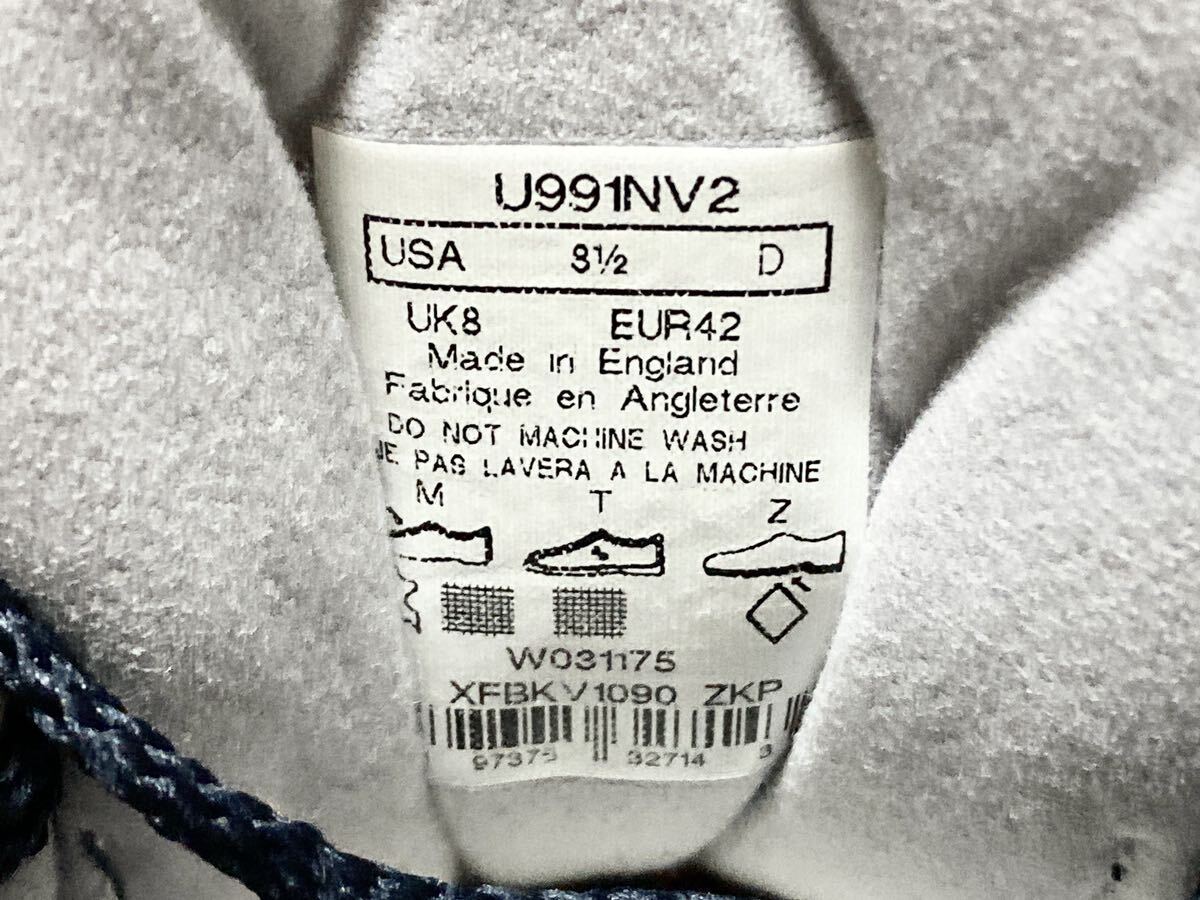 U991NV2
USA 8½ D
UK8 EUR42
Made in England
Fabrique en Angleterre
DO NOT MACHINE WASH
NE PAS LAVERA A LA MACHINE
M T Z
W031175
XFBKV1090 ZKP
97375 32714 3